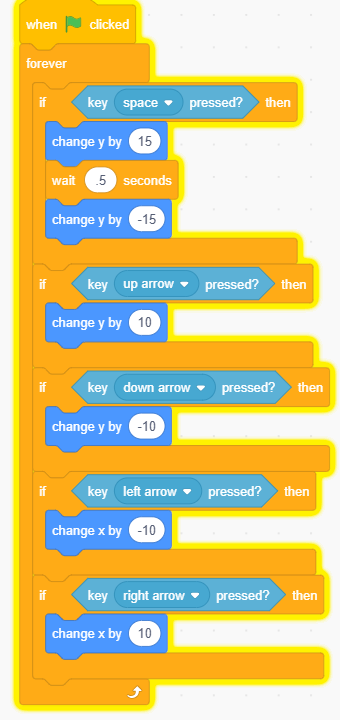 when clicked
forever
if key space pressed? then
change y by 15
wait .5 seconds
change y by -15
if key up arrow pressed? then
change y by 10
if key down arrow pressed? then
change y by -10
if key left arrow pressed? then
change x by -10
if key right arrow pressed? then
change x by 10